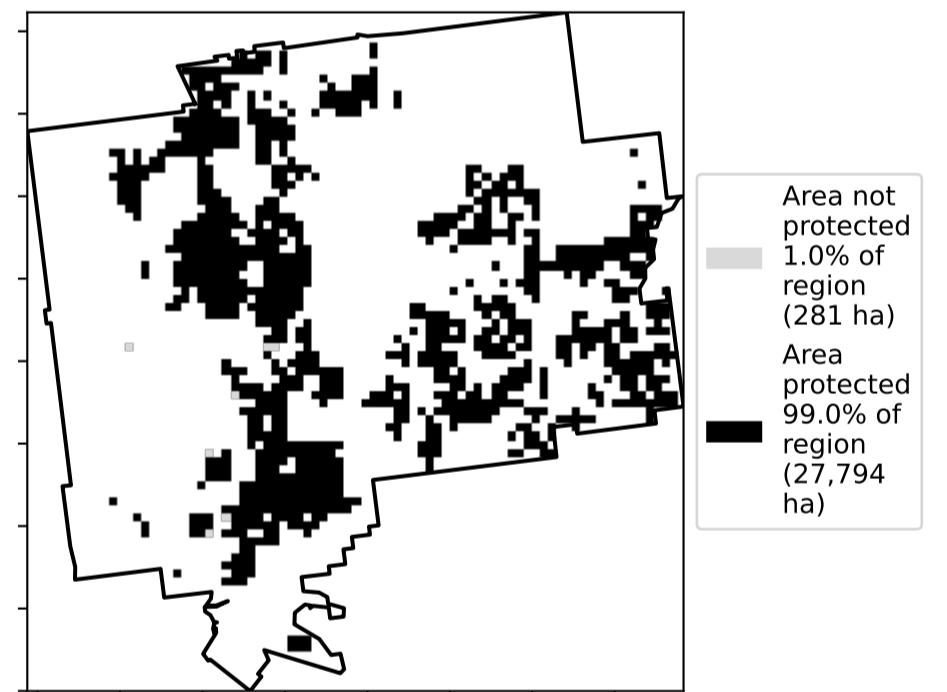 Area not
protected
1.0% of
region
(281 ha)
Area
protected
99.0% of
region
(27,794
ha)